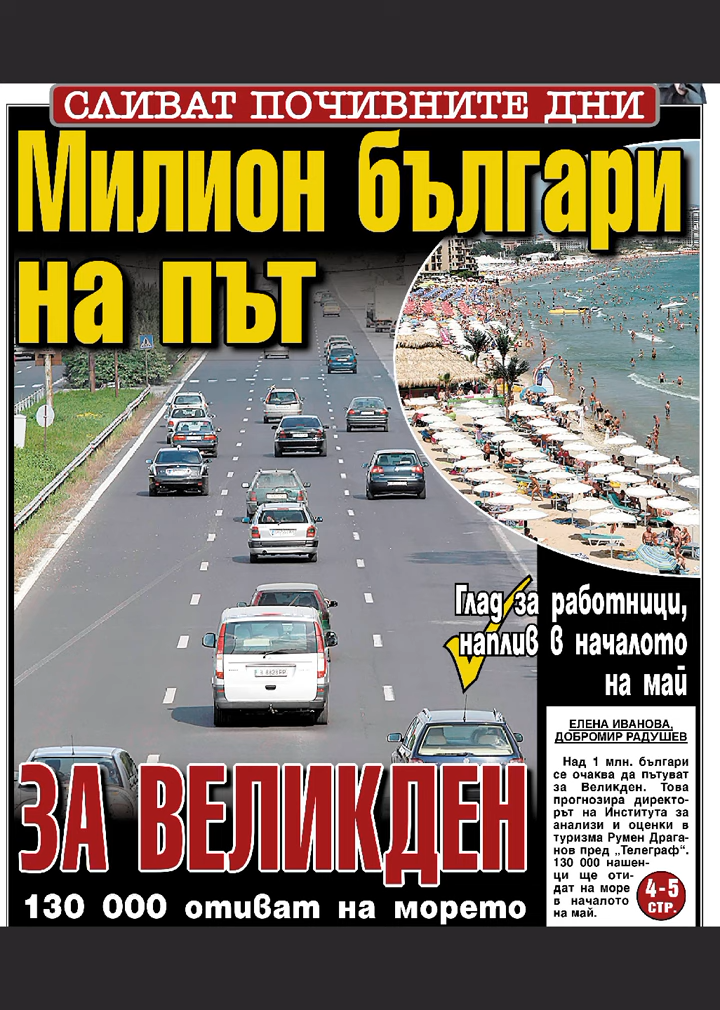 СЛИВАТ ПОЧИВНИТЕ ДНИ
Милион българи
на път
Глад за работници,
наплив в началото
на май
ЗА ВЕЛИКДЕН
130 000 отиват на морето
ЕЛЕНА ИВАНОВА,
ДОБРОМИР РАДУШЕВ
Над 1 млн. българи
се очаква да пътуват
за Великден. Това
прогнозира директо-
рът на Института за
анализи и оценки в
туризма Румен Драга-
нов пред „Телеграф“.
130 000 нашен-
ци ще оти-
дат на море
в началото
на май.
4-5
СТР.